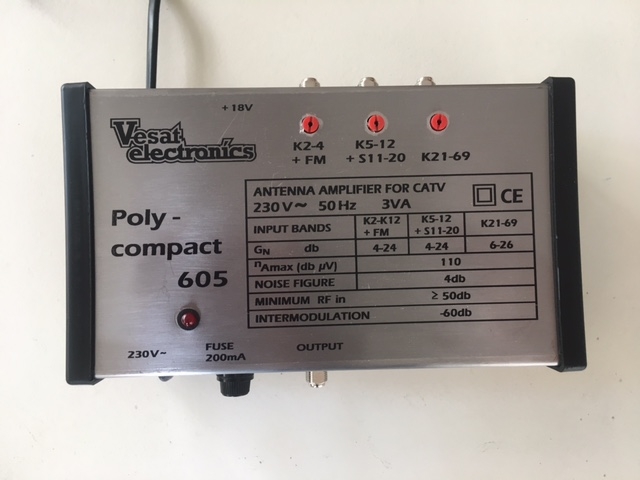 +18V
Vesat
electronics
K2-4
+ FM
K5-12
+ S11-20
K21-69
Poly -
compact
605
ANTENNA AMPLIFIER FOR CATV
230 V~ 50 Hz 3VA
CE
INPUT BANDS K2-K12 + FM K5-12 + S11-20 K21-69
GN db 4-24 4-24 6-26
nAmax (db µV) 110
NOISE FIGURE 4db
MINIMUM RF in ≥ 50db
INTERMODULATION -60db
230V~
FUSE
200mA
OUTPUT